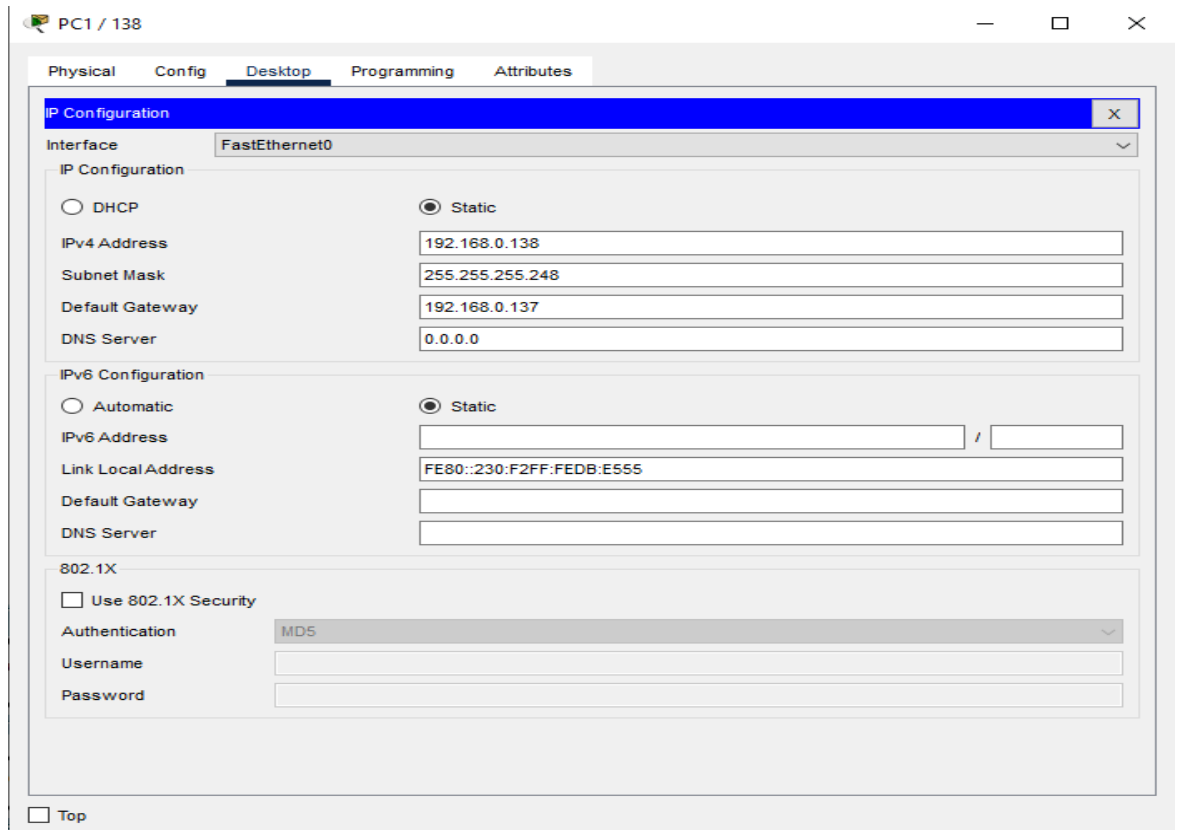 PC1 / 138
Physical Config Desktop Programming Attributes
IP Configuration X
Interface FastEthernet0
IP Configuration
DHCP Static
IPv4 Address 192.168.0.138
Subnet Mask 255.255.255.248
Default Gateway 192.168.0.137
DNS Server 0.0.0.0
IPv6 Configuration
Automatic Static
IPv6 Address /
Link Local Address FE80::230:F2FF:FEDB:E555
Default Gateway
DNS Server
802.1X
Use 802.1X Security
Authentication MD5
Username
Password
Top